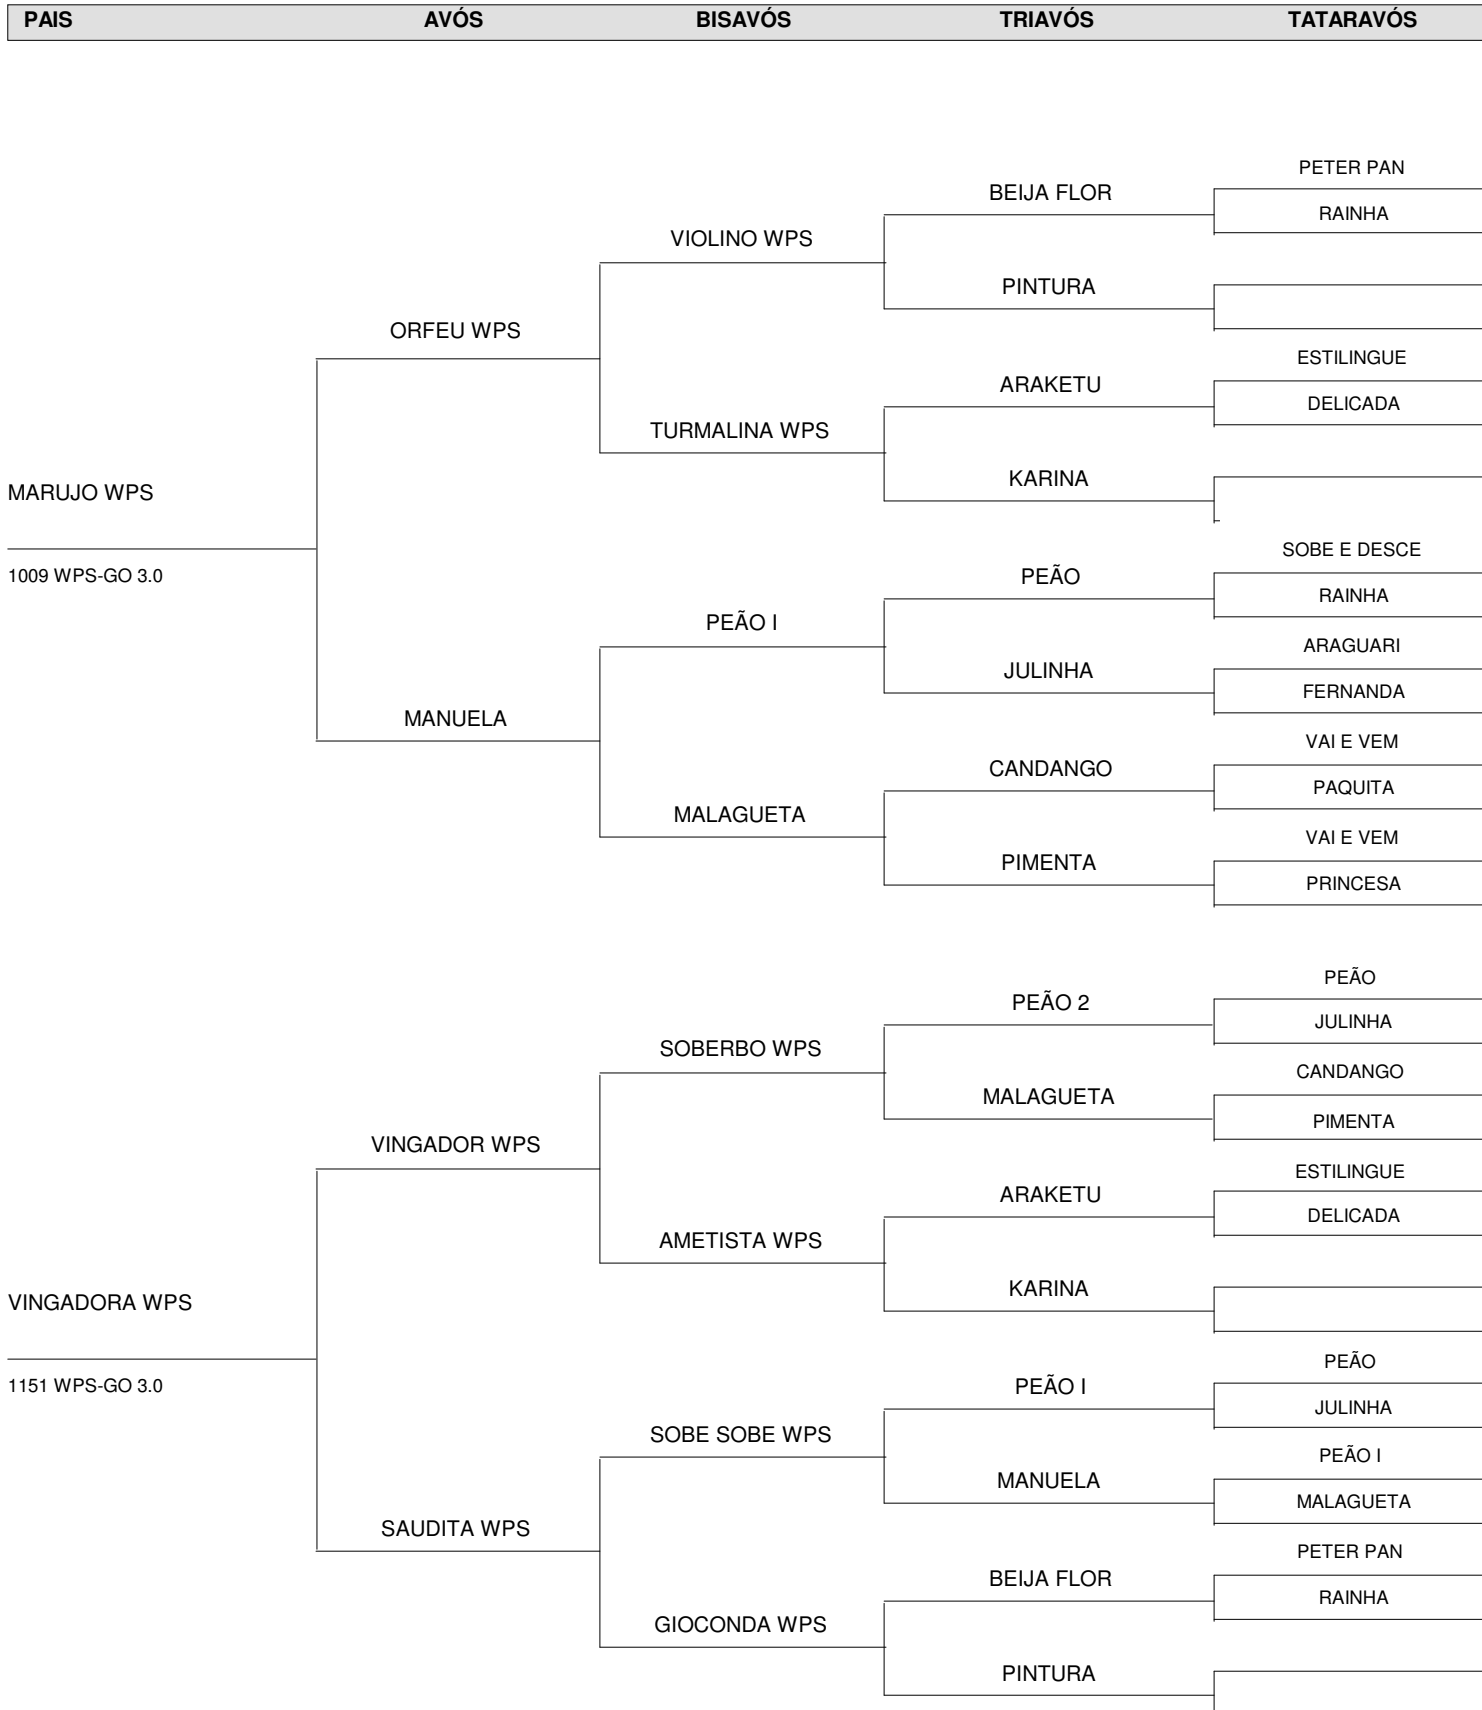 PAIS AVÓS BISAVÓS TRIAVÓS TATARAVÓS
PETER PAN
BEIJA FLOR
RAINHA
VIOLINO WPS
PINTURA
ORFEU WPS
ESTILINGUE
ARAKETU
DELICADA
TURMALINA WPS
KARINA
MARUJO WPS
SOBE E DESCE
1009 WPS-GO 3.0
PEÃO
RAINHA
PEÃO I
ARAGUARI
JULINHA
FERNANDA
MANUELA
VAI E VEM
CANDANGO
PAQUITA
MALAGUETA
VAI E VEM
PIMENTA
PRINCESA
PEÃO
PEÃO 2
JULINHA
SOBERBO WPS
CANDANGO
MALAGUETA
PIMENTA
VINGADOR WPS
ESTILINGUE
ARAKETU
DELICADA
AMETISTA WPS
KARINA
VINGADORA WPS
PEÃO
1151 WPS-GO 3.0
PEÃO I
JULINHA
SOBE SOBE WPS
PEÃO I
MANUELA
MALAGUETA
SAUDITA WPS
PETER PAN
BEIJA FLOR
RAINHA
GIOCONDA WPS
PINTURA